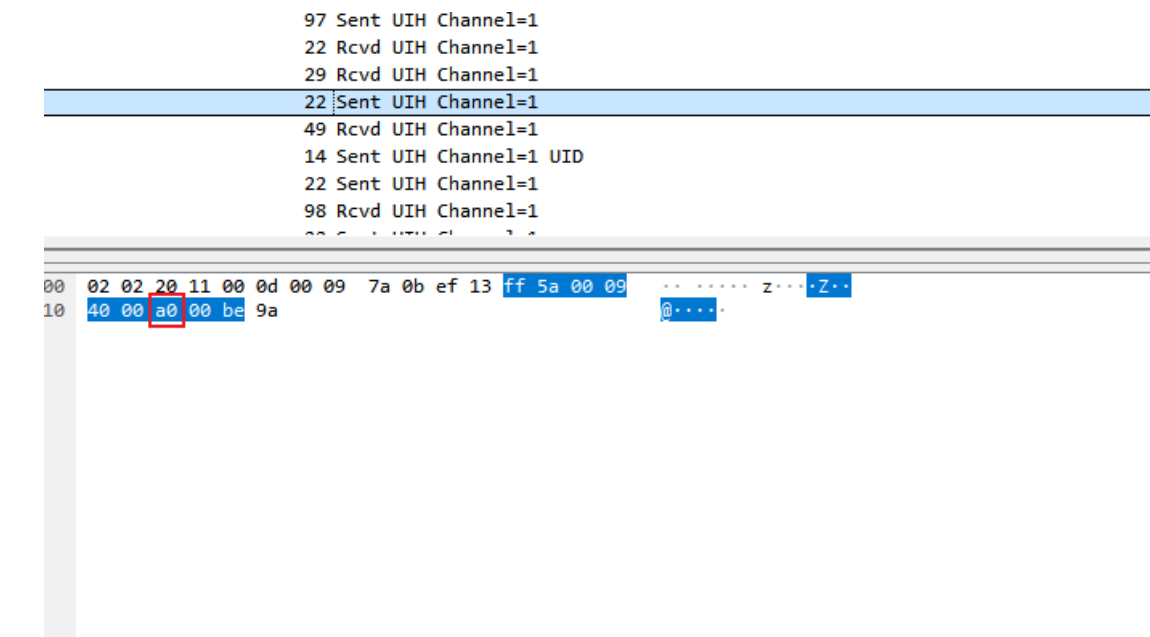 97 Sent UIH Channel=1
22 Rcvd UIH Channel=1
29 Rcvd UIH Channel=1
22 Sent UIH Channel=1
49 Rcvd UIH Channel=1
14 Sent UIH Channel=1 UID
22 Sent UIH Channel=1
98 Rcvd UIH Channel=1
00 02 02 20 11 00 0d 00 09 7a 0b ef 13 ff 5a 00 09 ·· ····· z··· ·Z··
10 40 00 a0 00 be 9a @·····